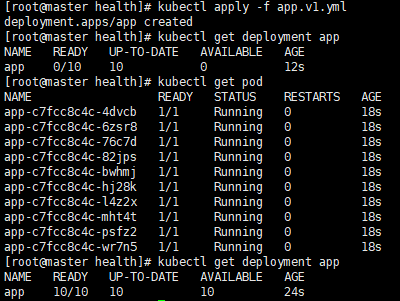 [root@master health]# kubectl apply -f app.v1.yml
deployment.apps/app created
[root@master health]# kubectl get deployment app
NAME   READY   UP-TO-DATE   AVAILABLE   AGE
app    0/10    10           0           12s
[root@master health]# kubectl get pod
NAME                   READY   STATUS    RESTARTS   AGE
app-c7fcc8c4c-4dvcb   1/1     Running   0          18s
app-c7fcc8c4c-6zsr8   1/1     Running   0          18s
app-c7fcc8c4c-76c7d   1/1     Running   0          18s
app-c7fcc8c4c-82jps   1/1     Running   0          18s
app-c7fcc8c4c-bwhmj   1/1     Running   0          18s
app-c7fcc8c4c-hj28k   1/1     Running   0          18s
app-c7fcc8c4c-l4z2x   1/1     Running   0          18s
app-c7fcc8c4c-mht4t   1/1     Running   0          18s
app-c7fcc8c4c-psfz2   1/1     Running   0          18s
app-c7fcc8c4c-wr7n5   1/1     Running   0          18s
[root@master health]# kubectl get deployment app
NAME   READY   UP-TO-DATE   AVAILABLE   AGE
app    10/10   10           10          24s